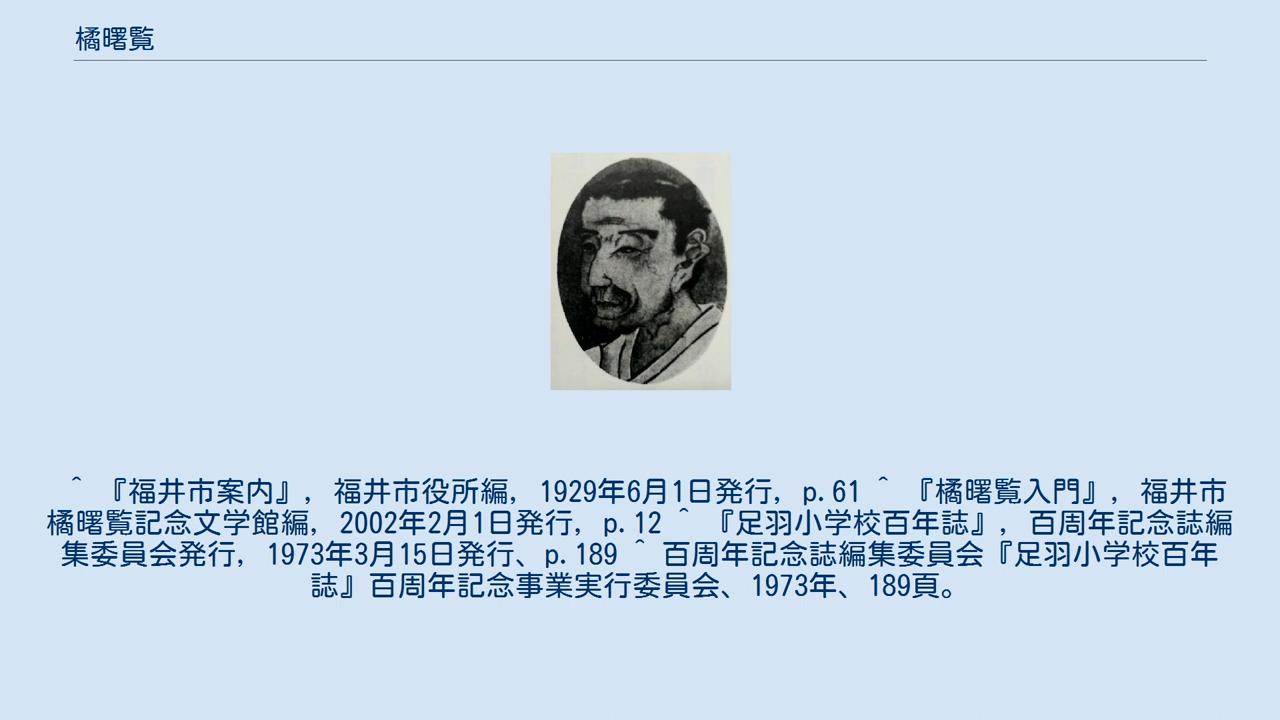 橘曙覧
^ 『福井市案内』，福井市役所編，1929年6月1日発行，p.61 ^ 『橘曙覧入門』，福井市
橘曙覧記念文学館編，2002年2月1日発行，p.12 ^ 『足羽小学校百年誌』，百周年記念誌編
集委員会発行，1973年3月15日発行、p.189 ^ 百周年記念誌編集委員会『足羽小学校百年
誌』百周年記念事業実行委員会、1973年、189頁。